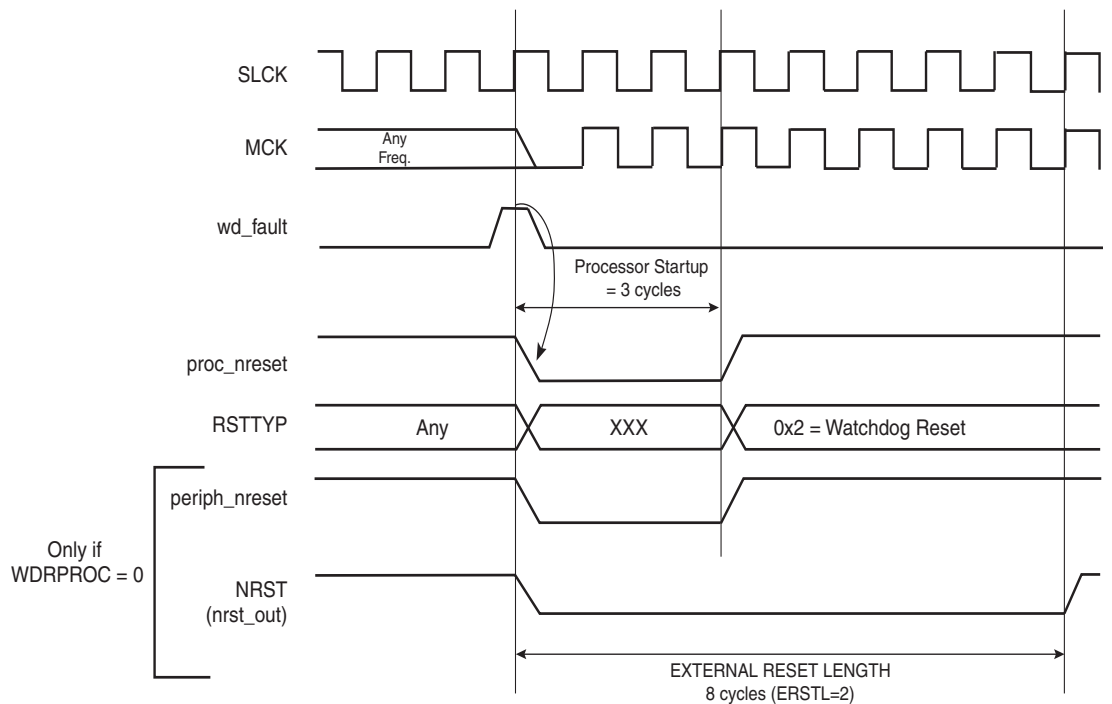 SLCK
MCK
Any
Freq.
wd_fault
Processor Startup
= 3 cycles
proc_nreset
RSTTYP
Any
XXX
0x2 = Watchdog Reset
periph_nreset
Only if
WDRPROC = 0
NRST
(nrst_out)
EXTERNAL RESET LENGTH
8 cycles (ERSTL=2)